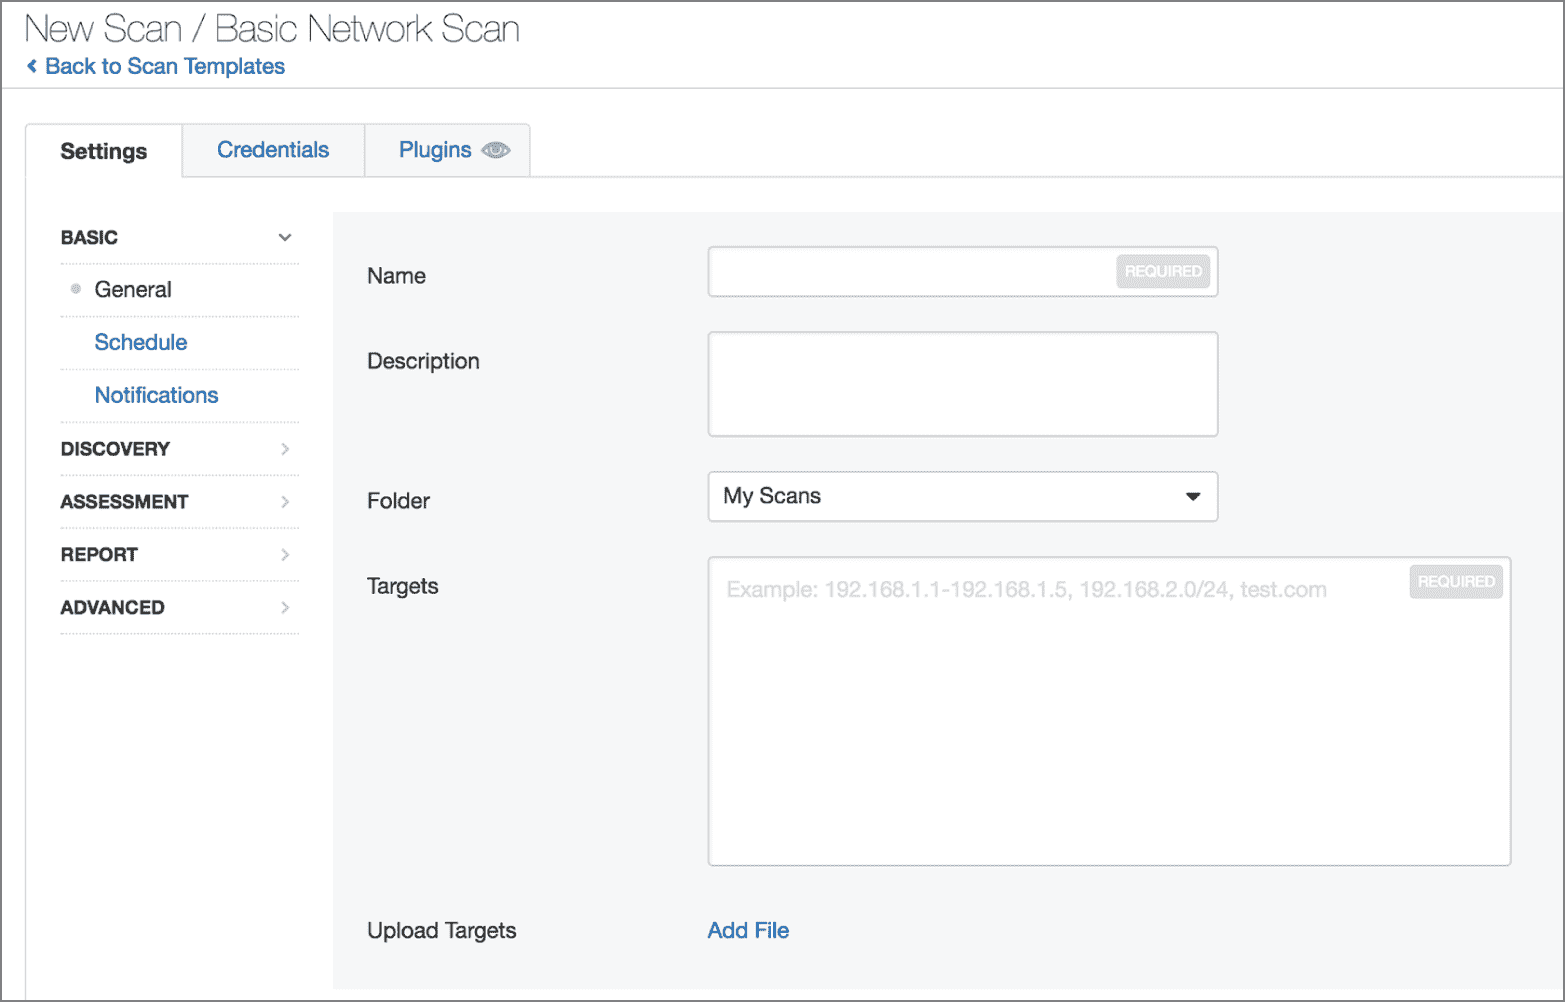 New Scan / Basic Network Scan
Back to Scan Templates
Settings
Credentials
Plugins
BASIC
General
Schedule
Notifications
DISCOVERY
ASSESSMENT
REPORT
ADVANCED
Name
REQUIRED
Description
Folder
My Scans
Targets
Example: 192.168.1.1-192.168.1.5, 192.168.2.0/24, test.com
REQUIRED
Upload Targets
Add File